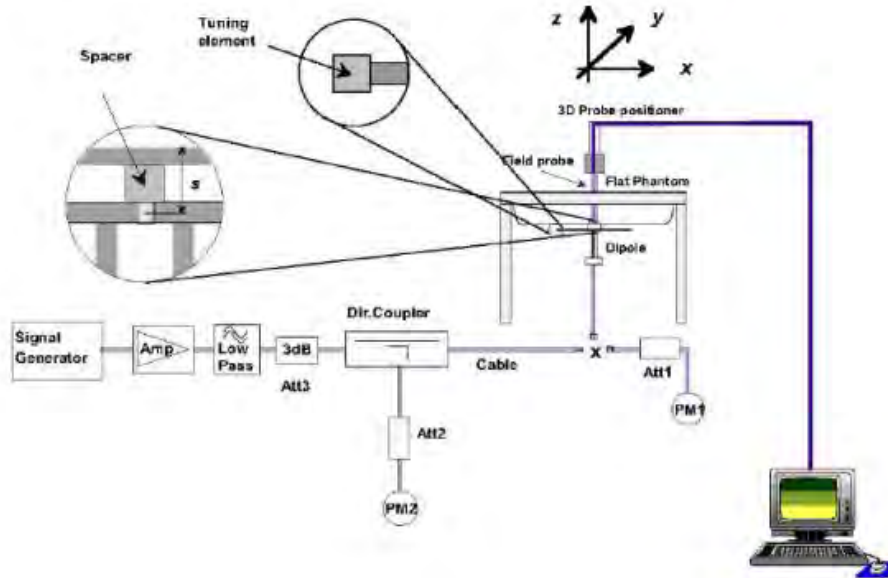 Tuning
element
Spacer
z
y
x
3D Probe positioner
Field probe
Flat Phantom
s
Dipole
Dir.Coupler
Signal
Generator
Amp
Low
Pass
3dB
Att3
Cable
x
Att1
PM1
Att2
PM2